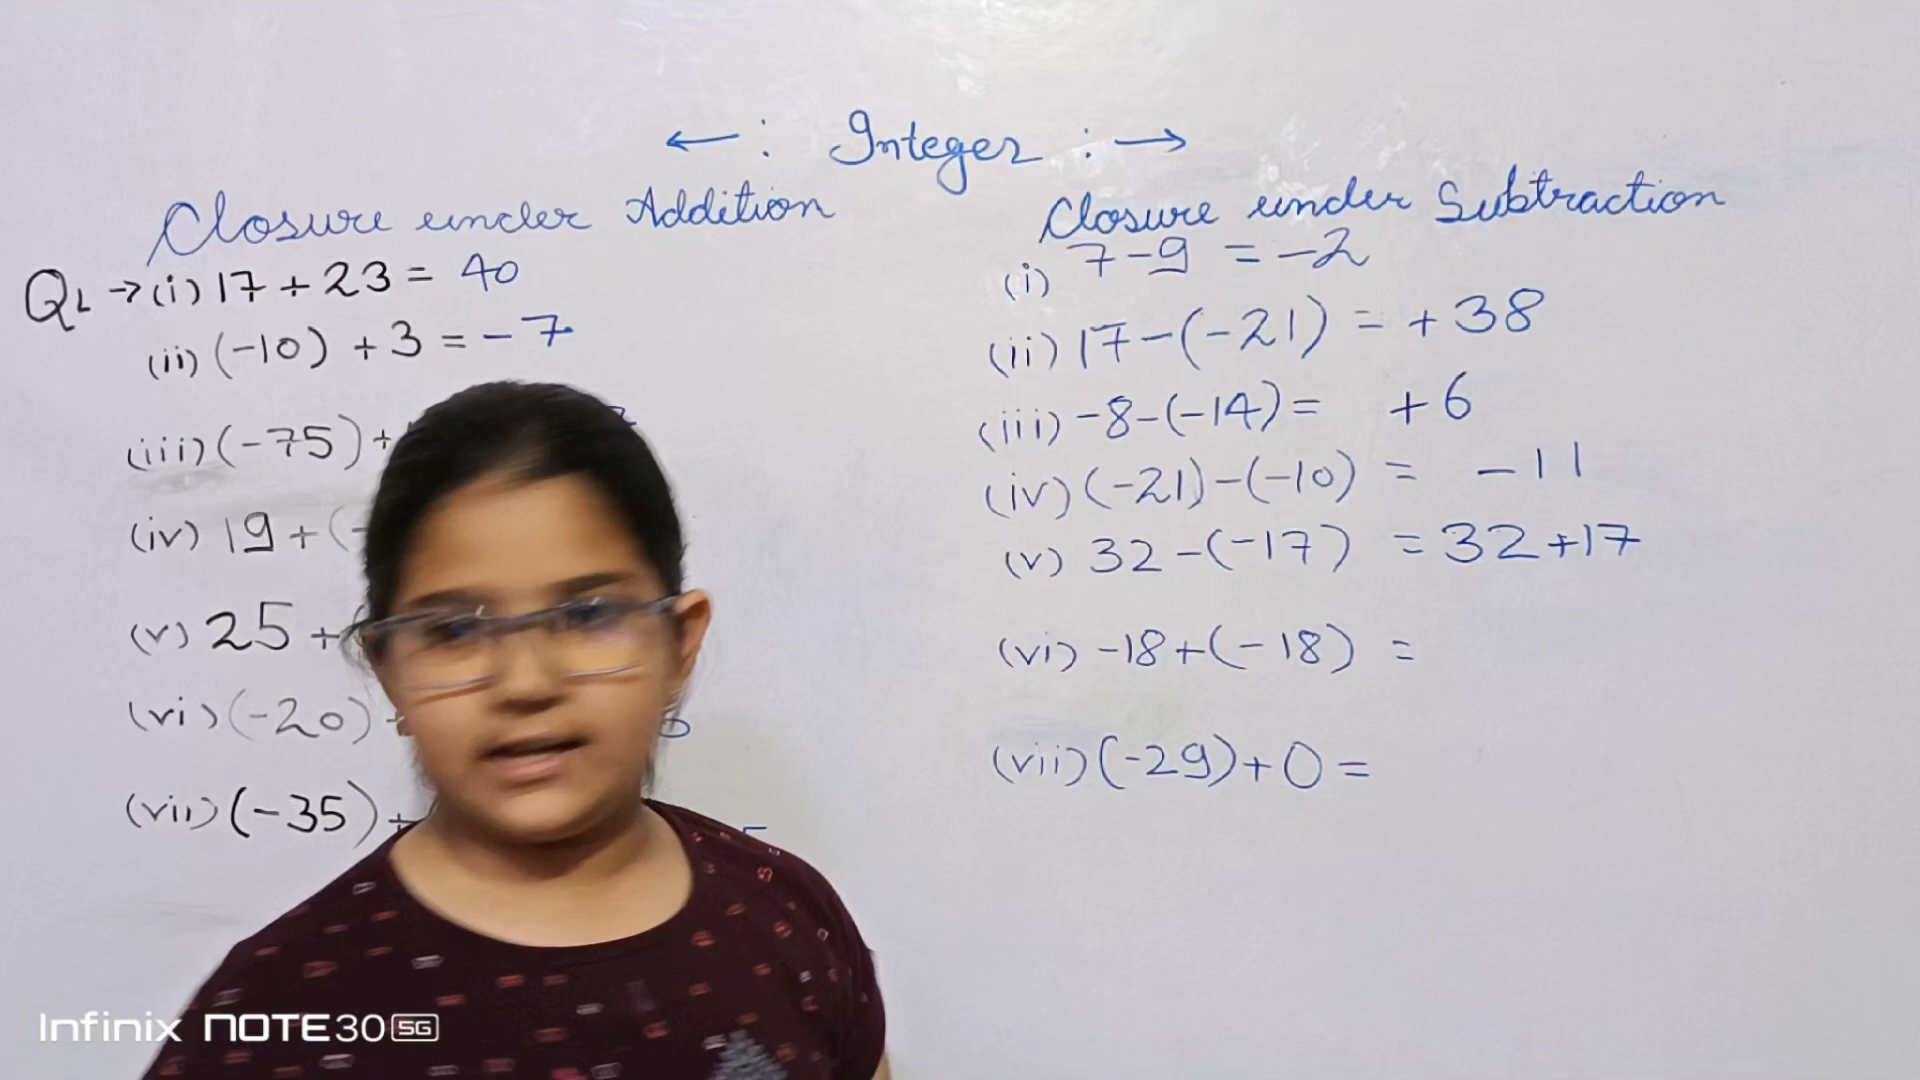 ←: Integer :→
Closure under Addition
Q1 → (i) 17 + 23 = 40
(ii) (-10) + 3 = -7
(iii) (-75) +
(iv) 19 + (-
(v) 25 + (
(vi) (-20) +
(vii) (-35) +
Closure under Subtraction
(i) 7 - 9 = -2
(ii) 17 - (-21) = +38
(iii) -8 - (-14) = +6
(iv) (-21) - (-10) = -11
(v) 32 - (-17) = 32 + 17
(vi) -18 + (-18) =
(vii) (-29) + 0 =
Infinix NOTE 30 5G